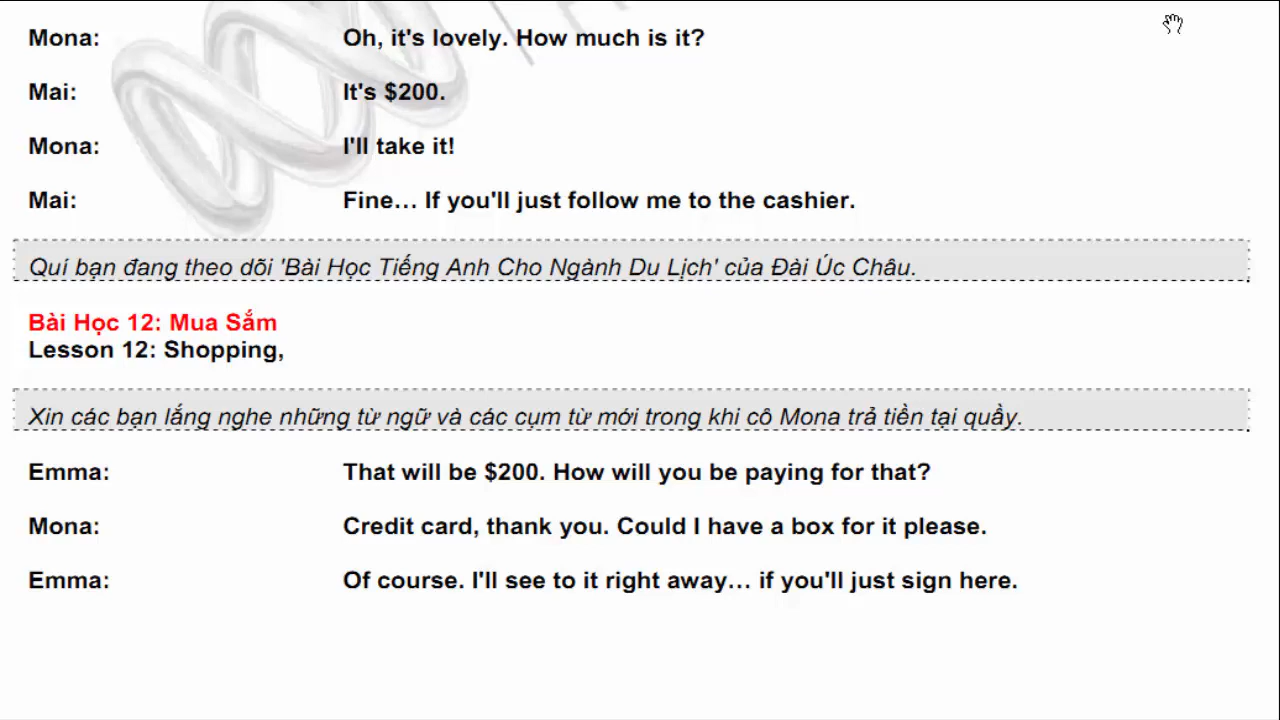 Mona: Oh, it's lovely. How much is it?
Mai: It's $200.
Mona: I'll take it!
Mai: Fine... If you'll just follow me to the cashier.
Quí bạn đang theo dõi 'Bài Học Tiếng Anh Cho Ngành Du Lịch' của Đài Úc Châu.
Bài Học 12: Mua Sắm
Lesson 12: Shopping,
Xin các bạn lắng nghe những từ ngữ và các cụm từ mới trong khi cô Mona trả tiền tại quầy.
Emma: That will be $200. How will you be paying for that?
Mona: Credit card, thank you. Could I have a box for it please.
Emma: Of course. I'll see to it right away... if you'll just sign here.